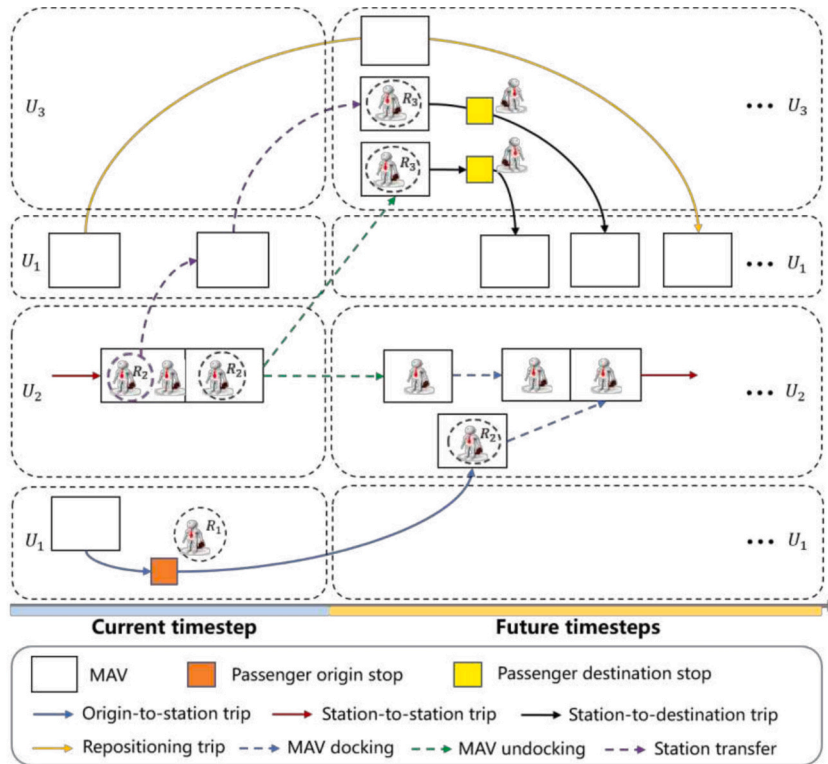 R₃
U₃ ••• U₃
R₃
U₁ ••• U₁
R₂ R₂
U₂ ••• U₂
R₂
R₁
U₁ ••• U₁
Current timestep Future timesteps
MAV Passenger origin stop Passenger destination stop
Origin-to-station trip Station-to-station trip Station-to-destination trip
Repositioning trip MAV docking MAV undocking Station transfer